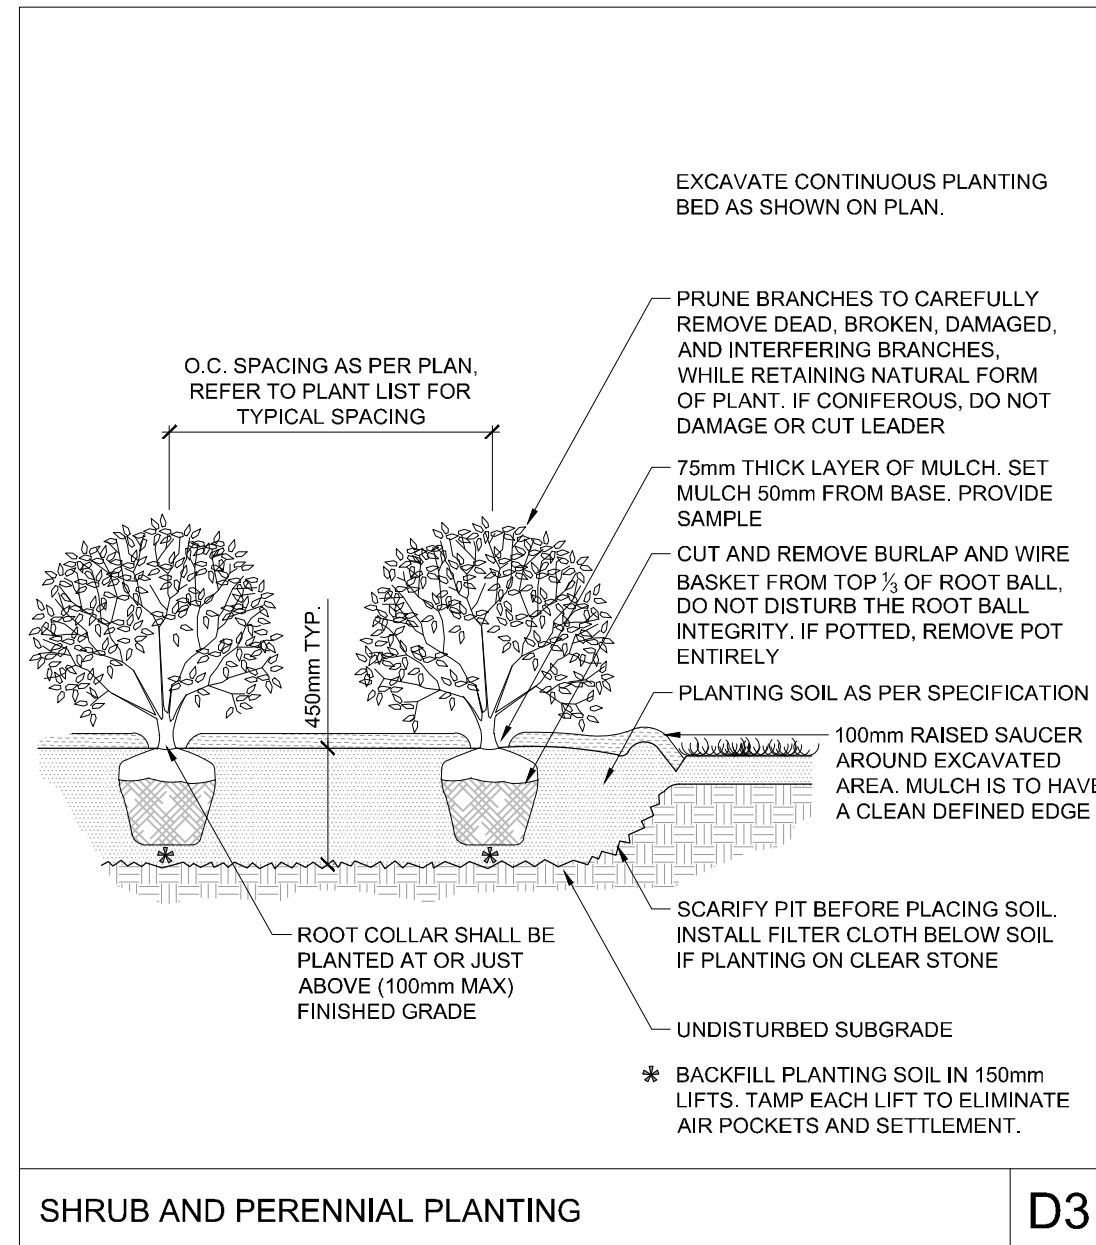 EXCAVATE CONTINUOUS PLANTING
BED AS SHOWN ON PLAN.
PRUNE BRANCHES TO CAREFULLY
REMOVE DEAD, BROKEN, DAMAGED,
AND INTERFERING BRANCHES,
WHILE RETAINING NATURAL FORM
OF PLANT. IF CONIFEROUS, DO NOT
DAMAGE OR CUT LEADER
O.C. SPACING AS PER PLAN,
REFER TO PLANT LIST FOR
TYPICAL SPACING
75mm THICK LAYER OF MULCH. SET
MULCH 50mm FROM BASE. PROVIDE
SAMPLE
CUT AND REMOVE BURLAP AND WIRE
BASKET FROM TOP ⅓ OF ROOT BALL,
DO NOT DISTURB THE ROOT BALL
INTEGRITY. IF POTTED, REMOVE POT
ENTIRELY
450mm TYP.
PLANTING SOIL AS PER SPECIFICATION
100mm RAISED SAUCER
AROUND EXCAVATED
AREA. MULCH IS TO HAVE
A CLEAN DEFINED EDGE
SCARIFY PIT BEFORE PLACING SOIL.
INSTALL FILTER CLOTH BELOW SOIL
IF PLANTING ON CLEAR STONE
ROOT COLLAR SHALL BE
PLANTED AT OR JUST
ABOVE (100mm MAX)
FINISHED GRADE
UNDISTURBED SUBGRADE
* BACKFILL PLANTING SOIL IN 150mm
LIFTS. TAMP EACH LIFT TO ELIMINATE
AIR POCKETS AND SETTLEMENT.
SHRUB AND PERENNIAL PLANTING
D3